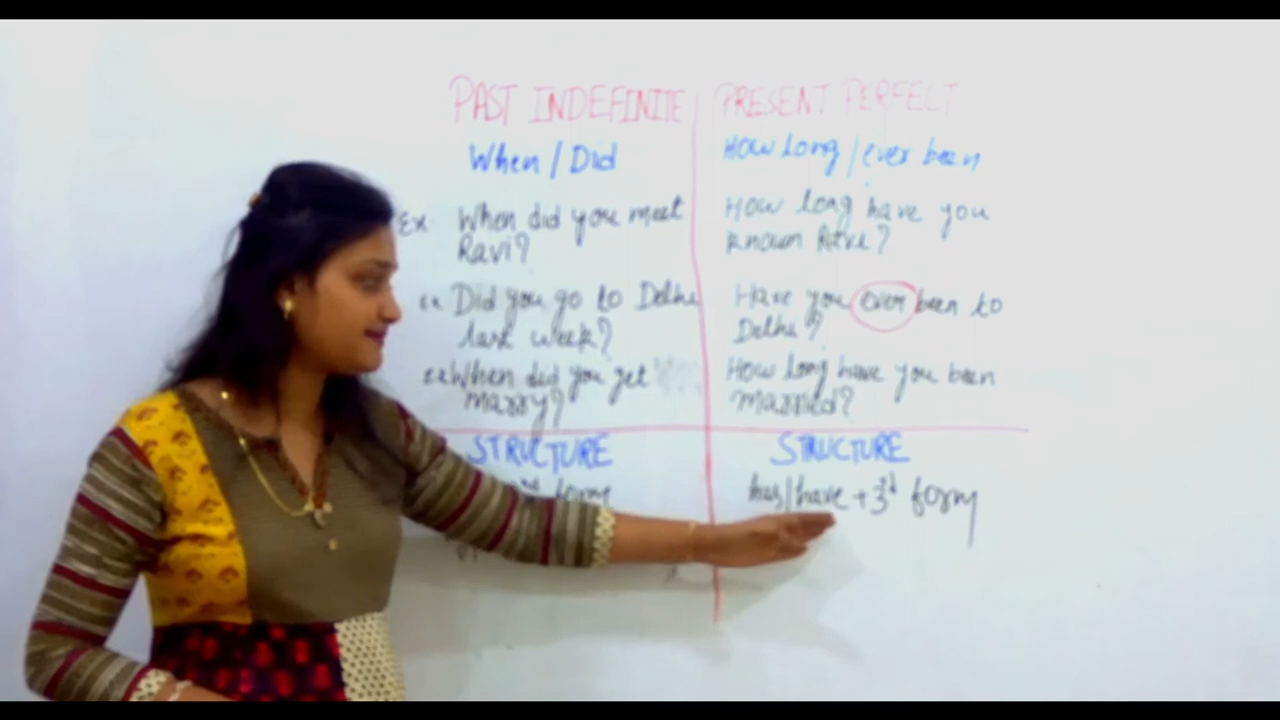 PAST INDEFINITE
When / Did
Ex When did you meet
Ravi?
ex Did you go to Delhi
last week?
ex When did you get
marry?
STRUCTURE
form
PRESENT PERFECT
How long / ever been
How long have you
known Ravi?
Have you ever been to
Delhi?
How long have you been
married?
STRUCTURE
has/have + 3rd form